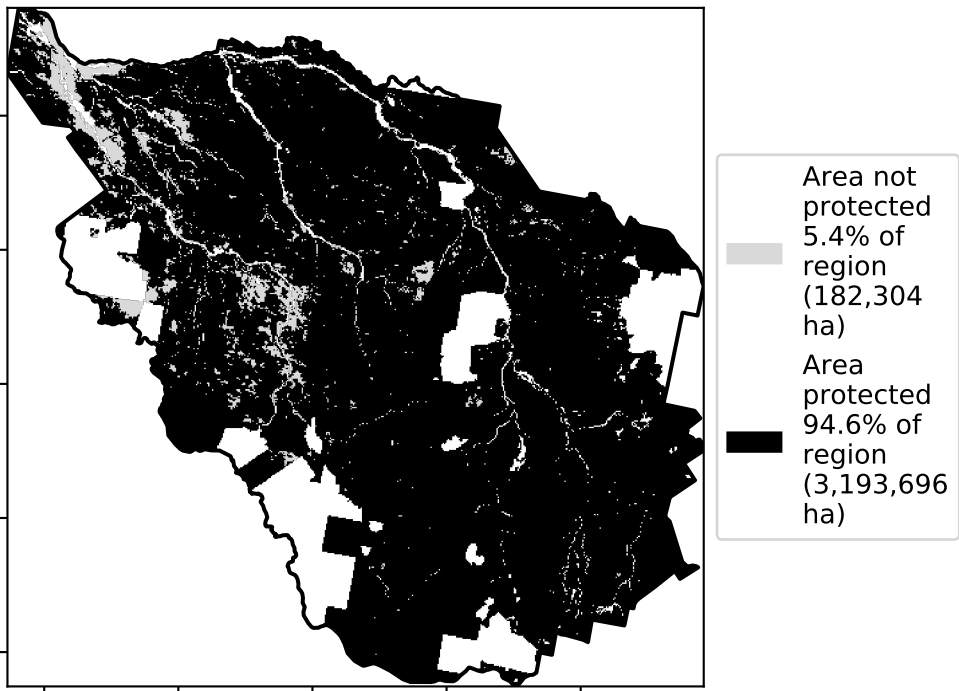 Area not
protected
5.4% of
region
(182,304
ha)
Area
protected
94.6% of
region
(3,193,696
ha)